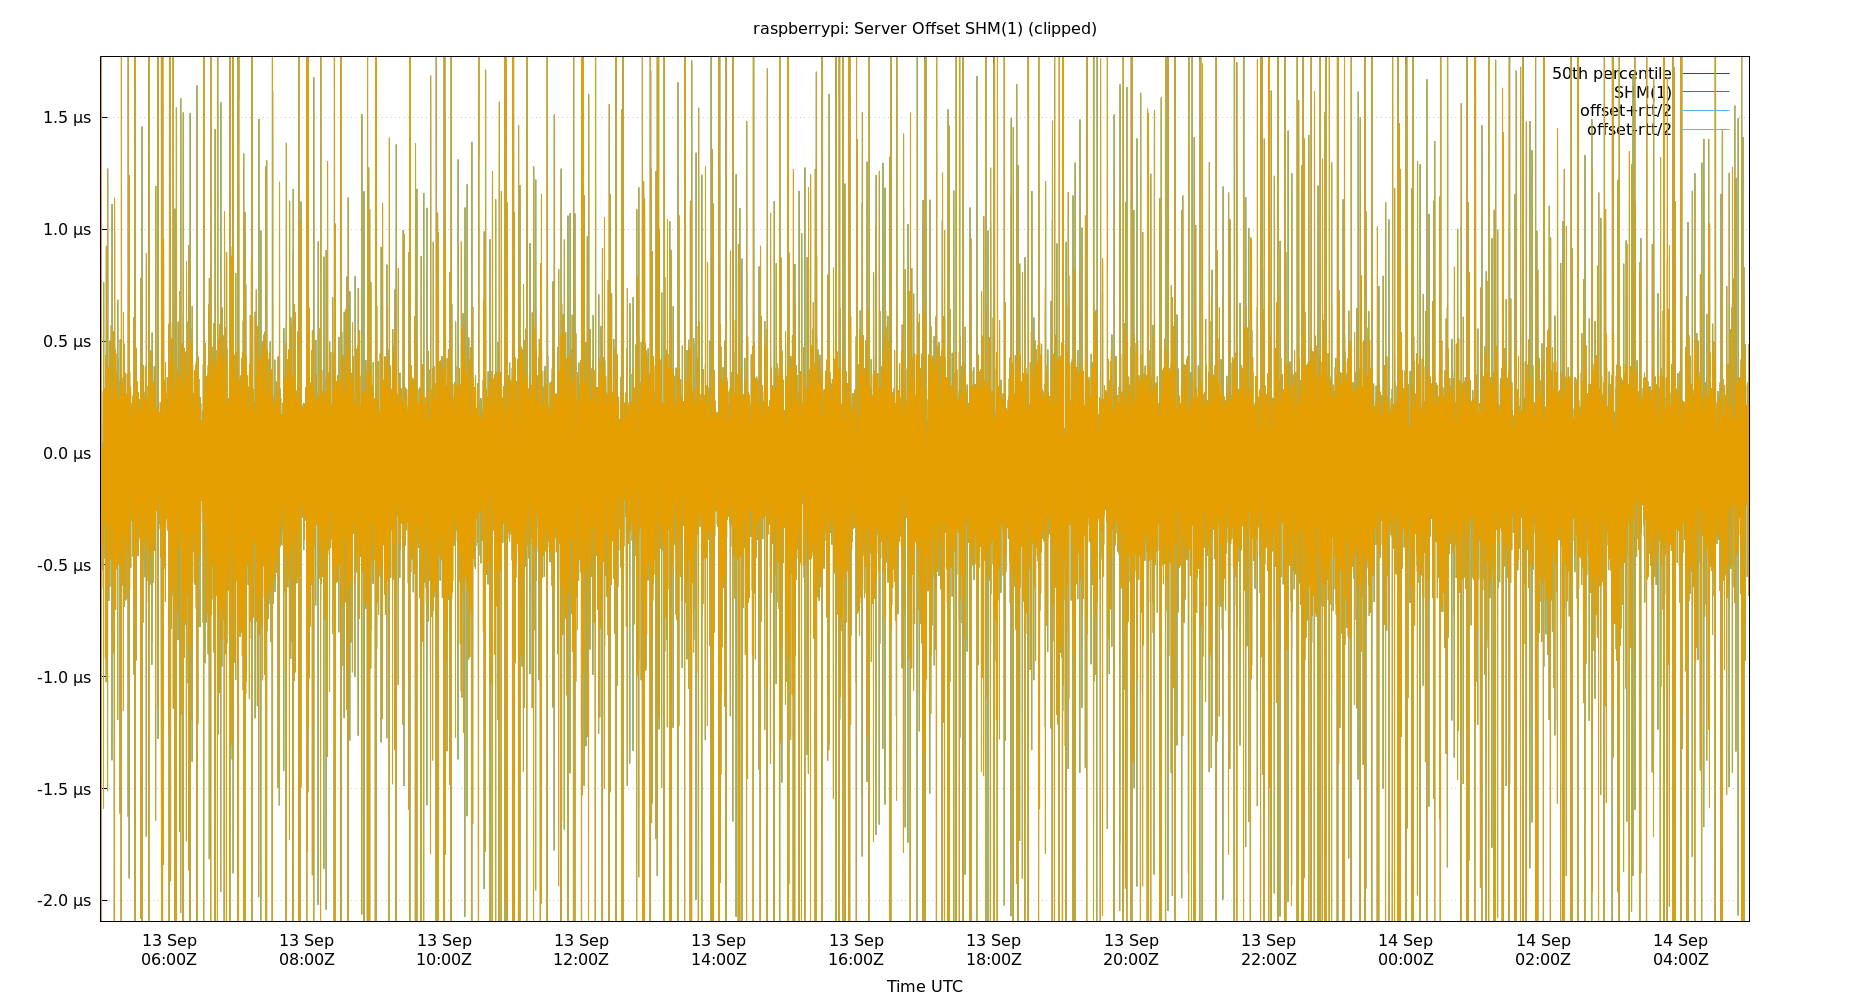 raspberrypi: Server Offset SHM(1) (clipped)
50th percentile
SHM(1)
offset+rtt/2
offset-rtt/2
1.5 µs
1.0 µs
0.5 µs
0.0 µs
-0.5 µs
-1.0 µs
-1.5 µs
-2.0 µs
13 Sep 13 Sep 13 Sep 13 Sep 13 Sep 13 Sep 13 Sep 13 Sep 13 Sep 14 Sep 14 Sep 14 Sep
06:00Z 08:00Z 10:00Z 12:00Z 14:00Z 16:00Z 18:00Z 20:00Z 22:00Z 00:00Z 02:00Z 04:00Z
Time UTC